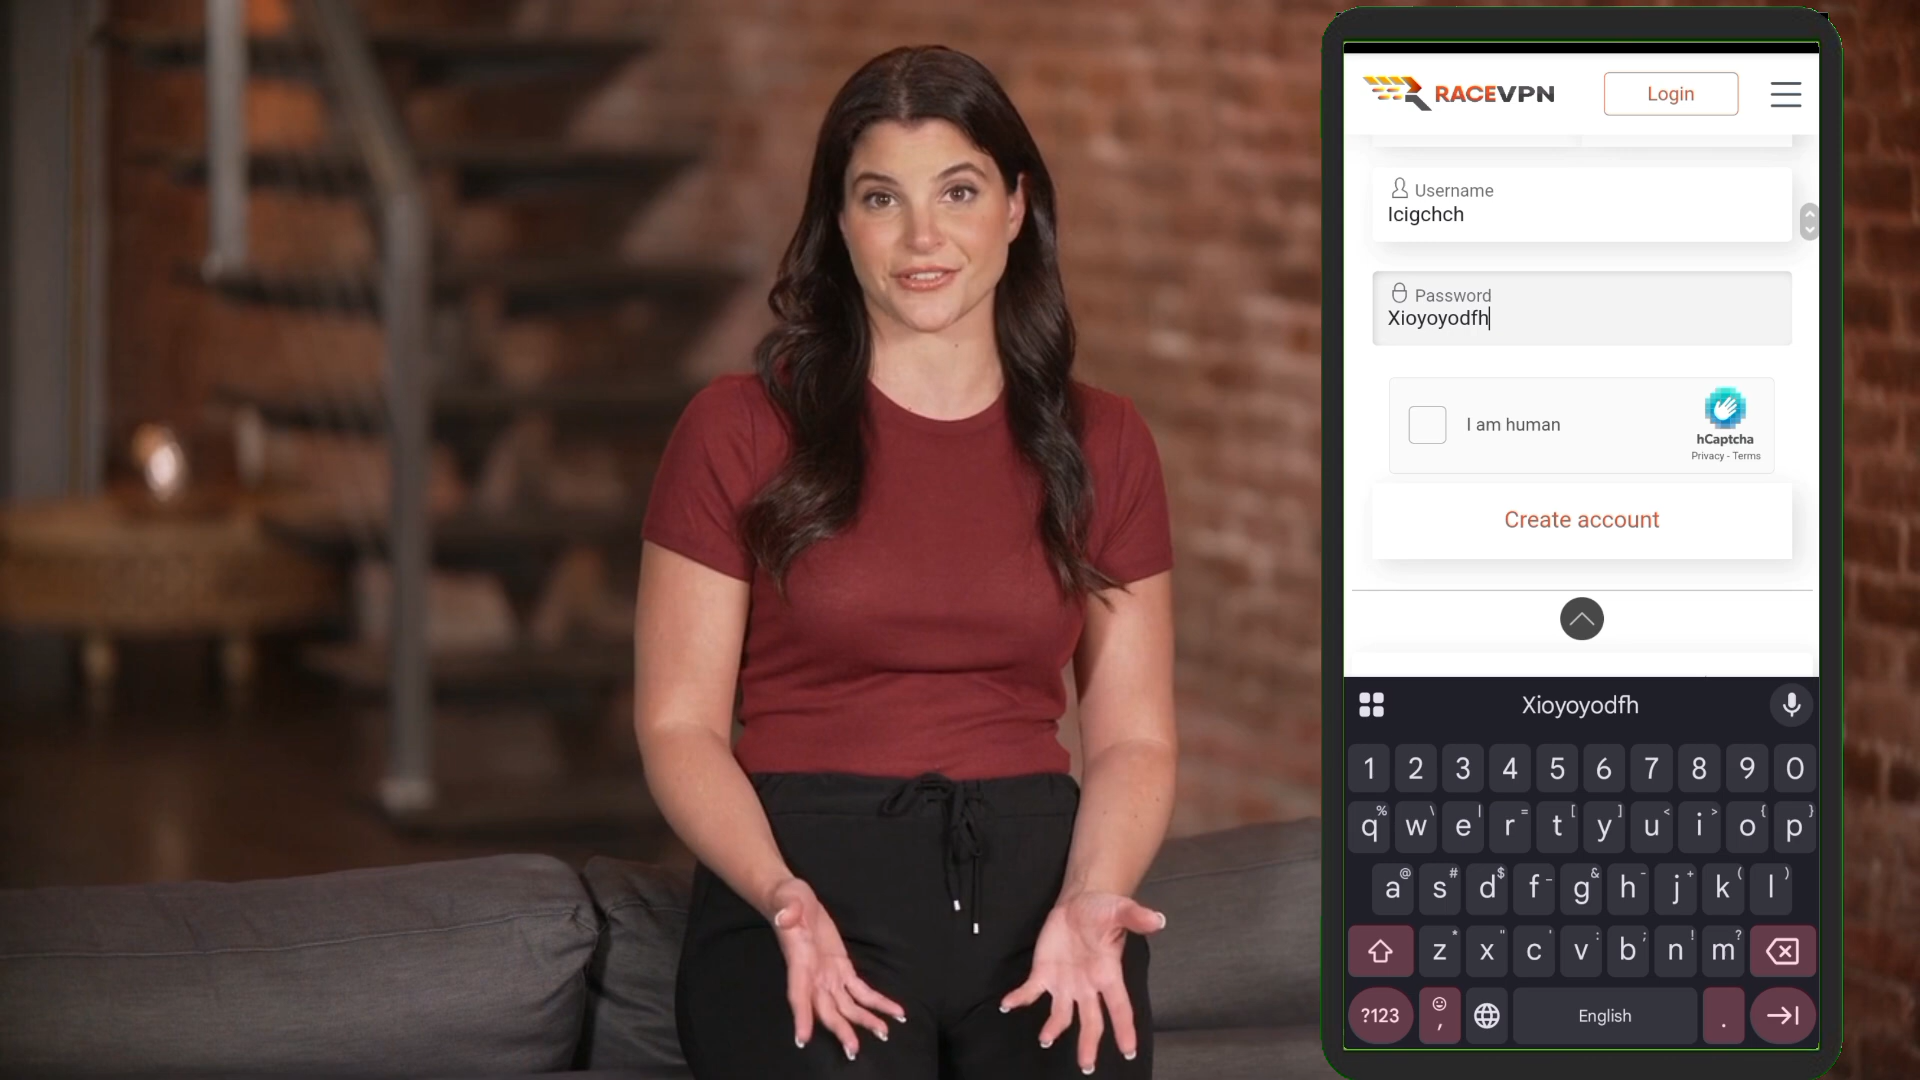 RACEVPN
Login
Username
Icigchch
Password
Xioyoyodfh
I am human
hCaptcha
Privacy - Terms
Create account
Xioyoyodfh
1 2 3 4 5 6 7 8 9 0
q% w\ e| r= t[ y] u< i> o{ p}
a@ s# d$ f_ g& h- j+ k( l)
z* x" c' v: b; n! m?
?123 , English .